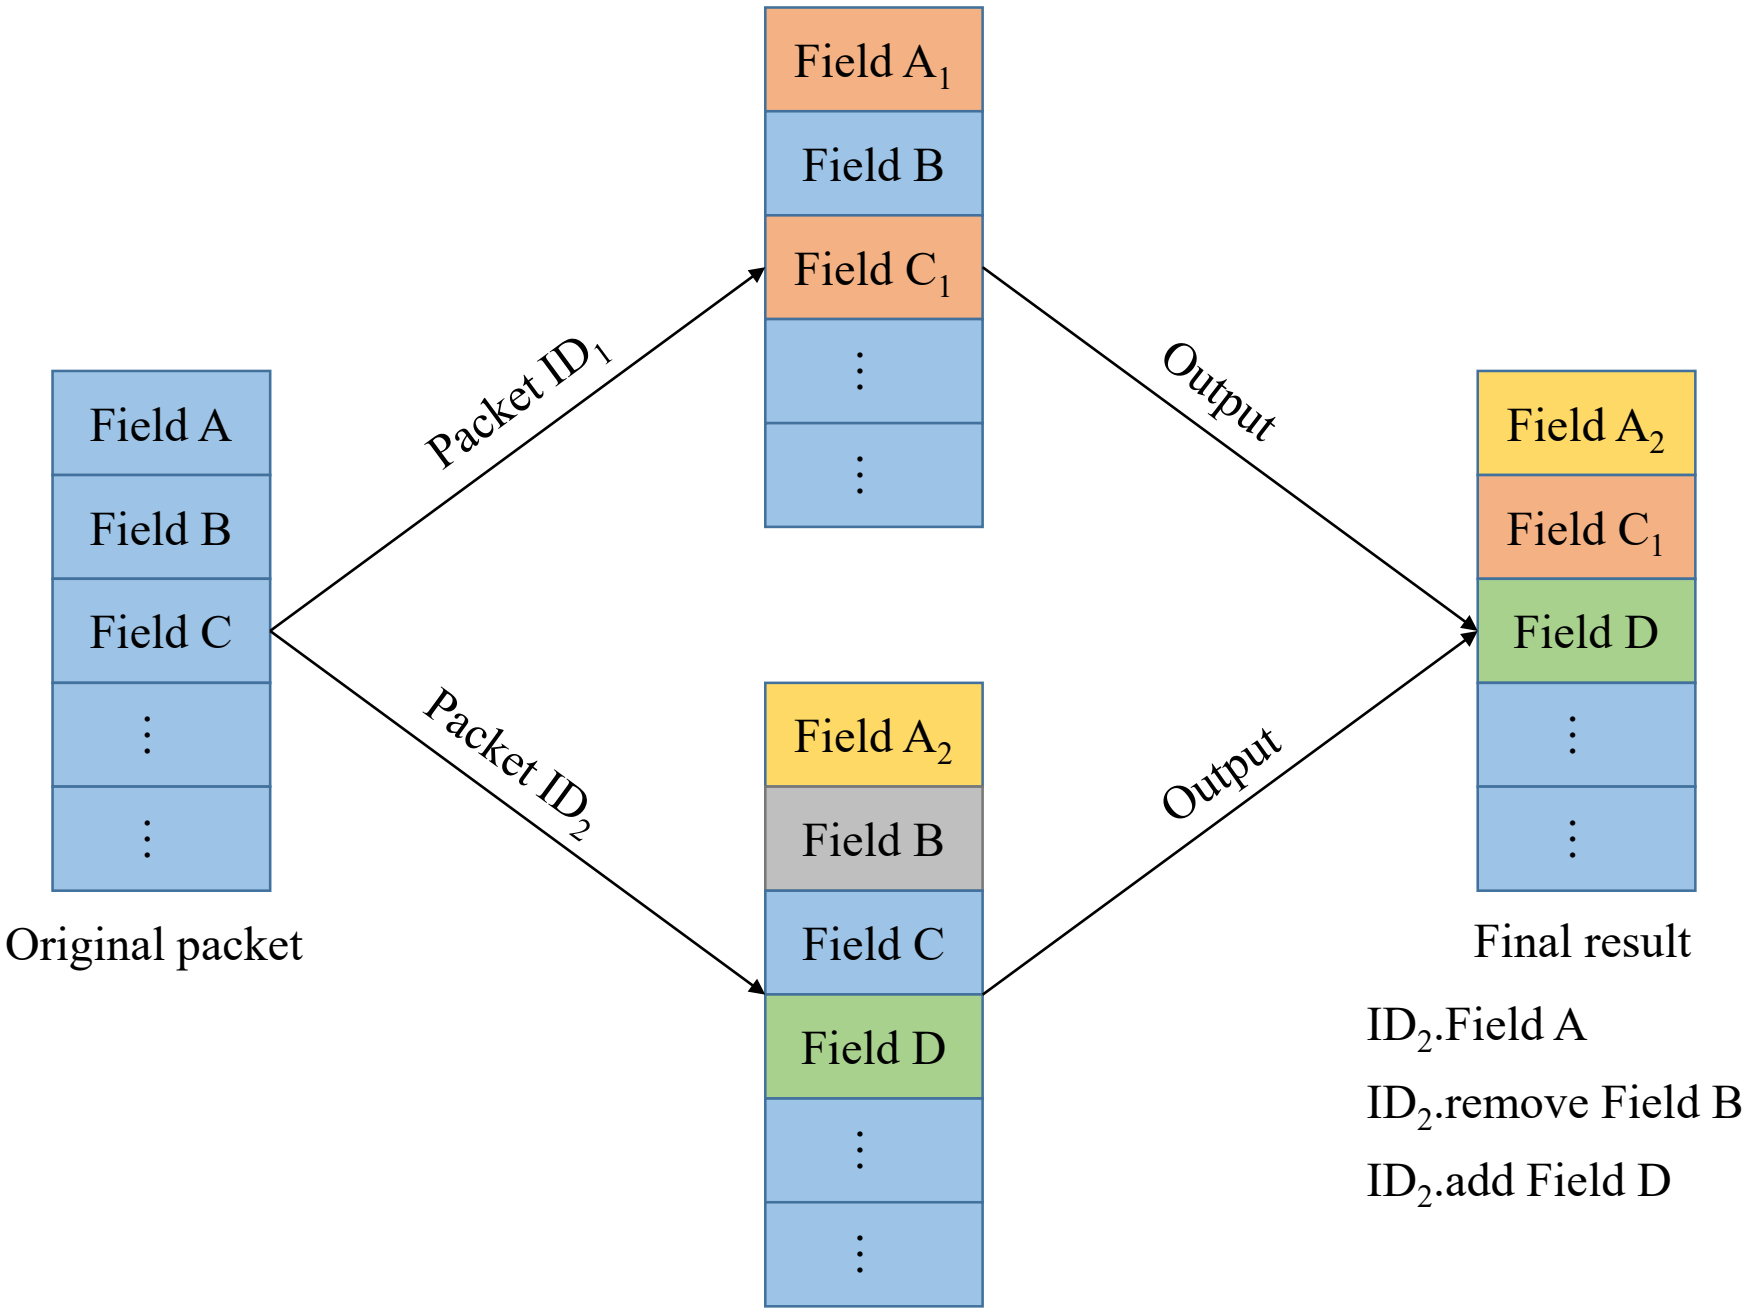 Field A
Field B
Field C
⋮
⋮
Original packet
Packet ID₁
Packet ID₂
Field A₁
Field B
Field C₁
⋮
⋮
Field A₂
Field B
Field C
Field D
⋮
⋮
Output
Output
Field A₂
Field C₁
Field D
⋮
⋮
Final result
ID₂.Field A
ID₂.remove Field B
ID₂.add Field D